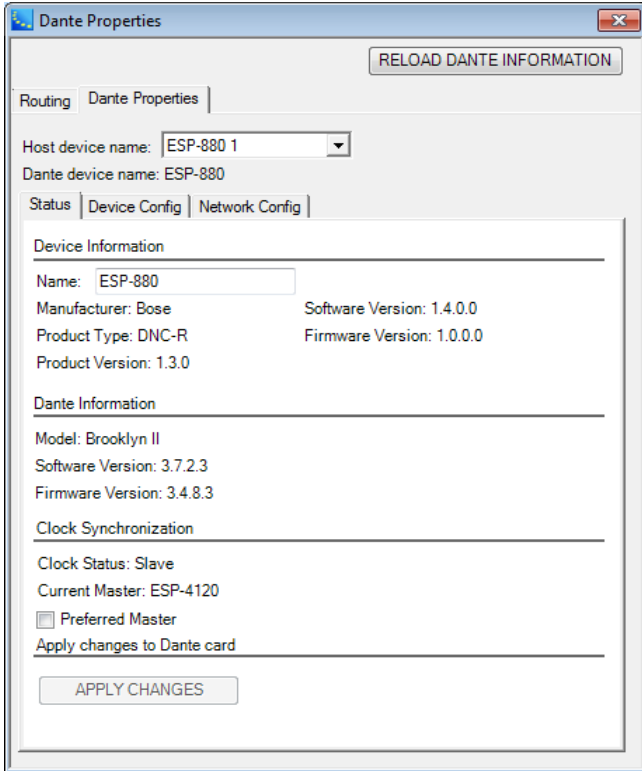 Dante Properties
RELOAD DANTE INFORMATION
Routing Dante Properties
Host device name: ESP-880 1
Dante device name: ESP-880
Status Device Config Network Config
Device Information
Name: ESP-880
Manufacturer: Bose Software Version: 1.4.0.0
Product Type: DNC-R Firmware Version: 1.0.0.0
Product Version: 1.3.0
Dante Information
Model: Brooklyn II
Software Version: 3.7.2.3
Firmware Version: 3.4.8.3
Clock Synchronization
Clock Status: Slave
Current Master: ESP-4120
Preferred Master
Apply changes to Dante card
APPLY CHANGES